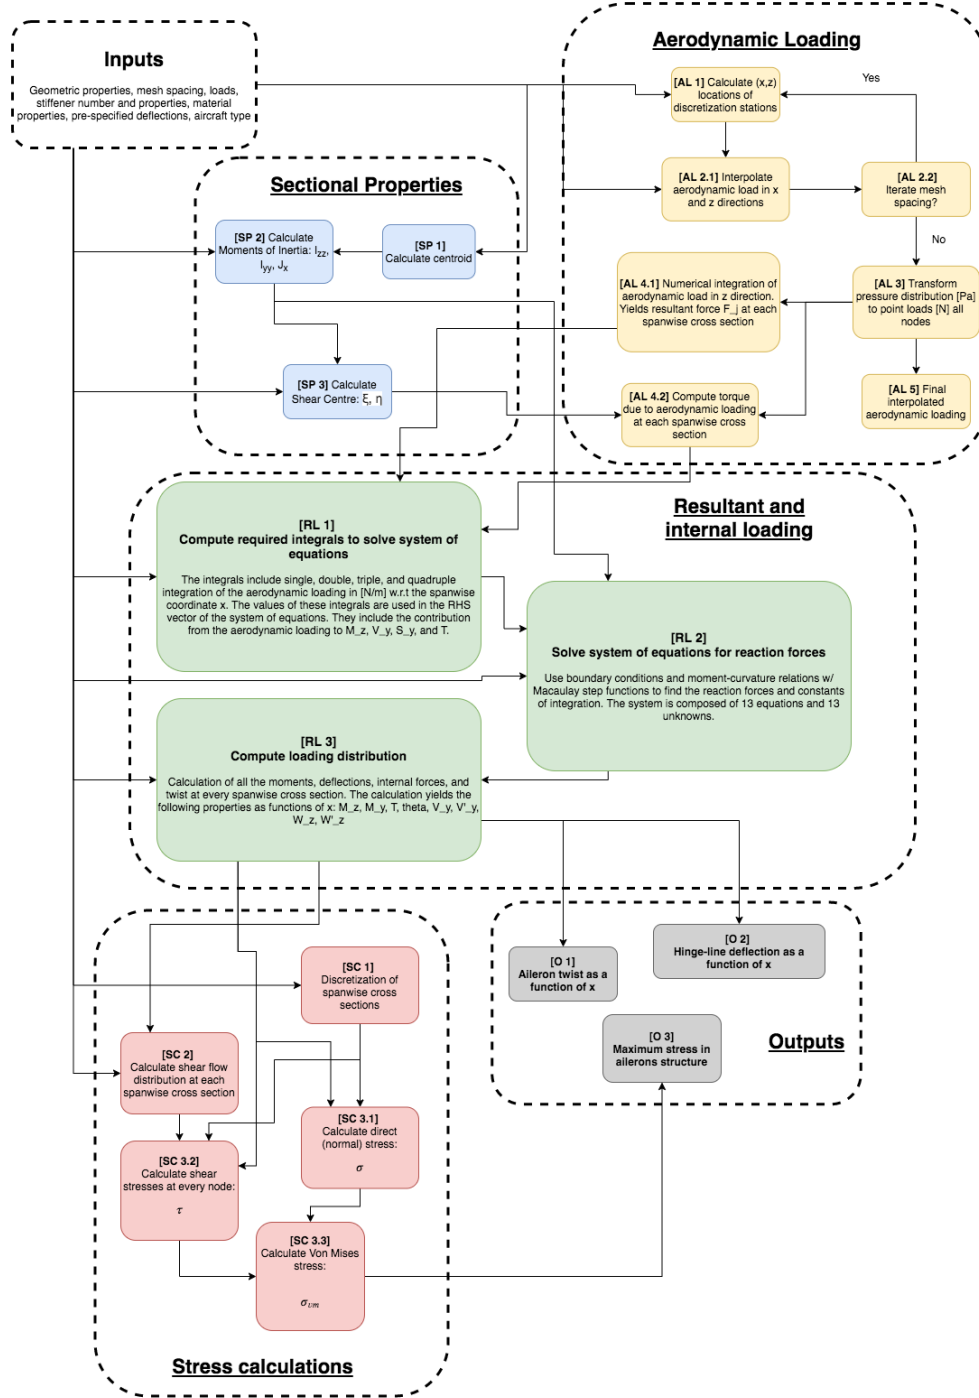 Inputs
Geometric properties, mesh spacing, loads,
stiffener number and properties, material
properties, pre-specified deflections, aircraft type
Aerodynamic Loading
[AL 1] Calculate (x,z)
locations of
discretization stations
Yes
[AL 2.1] Interpolate
aerodynamic load in x
and z directions
[AL 2.2]
Iterate mesh
spacing?
No
Sectional Properties
[SP 2] Calculate
Moments of Inertia: I_zz,
I_yy, J_x
[SP 1]
Calculate centroid
[AL 4.1] Numerical integration of
aerodynamic load in z direction.
Yields resultant force F_j at each
spanwise cross section
[AL 3] Transform
pressure distribution [Pa]
to point loads [N] all
nodes
[SP 3] Calculate
Shear Centre: ξ, η
[AL 4.2] Compute torque
due to aerodynamic loading
at each spanwise cross
section
[AL 5] Final
interpolated
aerodynamic loading
Resultant and
internal loading
[RL 1]
Compute required integrals to solve system of
equations
The integrals include single, double, triple, and quadruple
integration of the aerodynamic loading in [N/m] w.r.t the spanwise
coordinate x. The values of these integrals are used in the RHS
vector of the system of equations. They include the contribution
from the aerodynamic loading to M_z, V_y, S_y, and T.
[RL 2]
Solve system of equations for reaction forces
Use boundary conditions and moment-curvature relations w/
Macaulay step functions to find the reaction forces and constants
of integration. The system is composed of 13 equations and 13
unknowns.
[RL 3]
Compute loading distribution
Calculation of all the moments, deflections, internal forces, and
twist at every spanwise cross section. The calculation yields the
following properties as functions of x: M_z, M_y, T, theta, V_y, V'_y,
W_z, W'_z
[O 1]
Aileron twist as a
function of x
[O 2]
Hinge-line deflection as a
function of x
[O 3]
Maximum stress in
ailerons structure
Outputs
[SC 1]
Discretization of
spanwise cross
sections
[SC 2]
Calculate shear flow
distribution at each
spanwise cross section
[SC 3.1]
Calculate direct
(normal) stress:
σ
[SC 3.2]
Calculate shear
stresses at every node:
τ
[SC 3.3]
Calculate Von Mises
stress:
σ_vm
Stress calculations